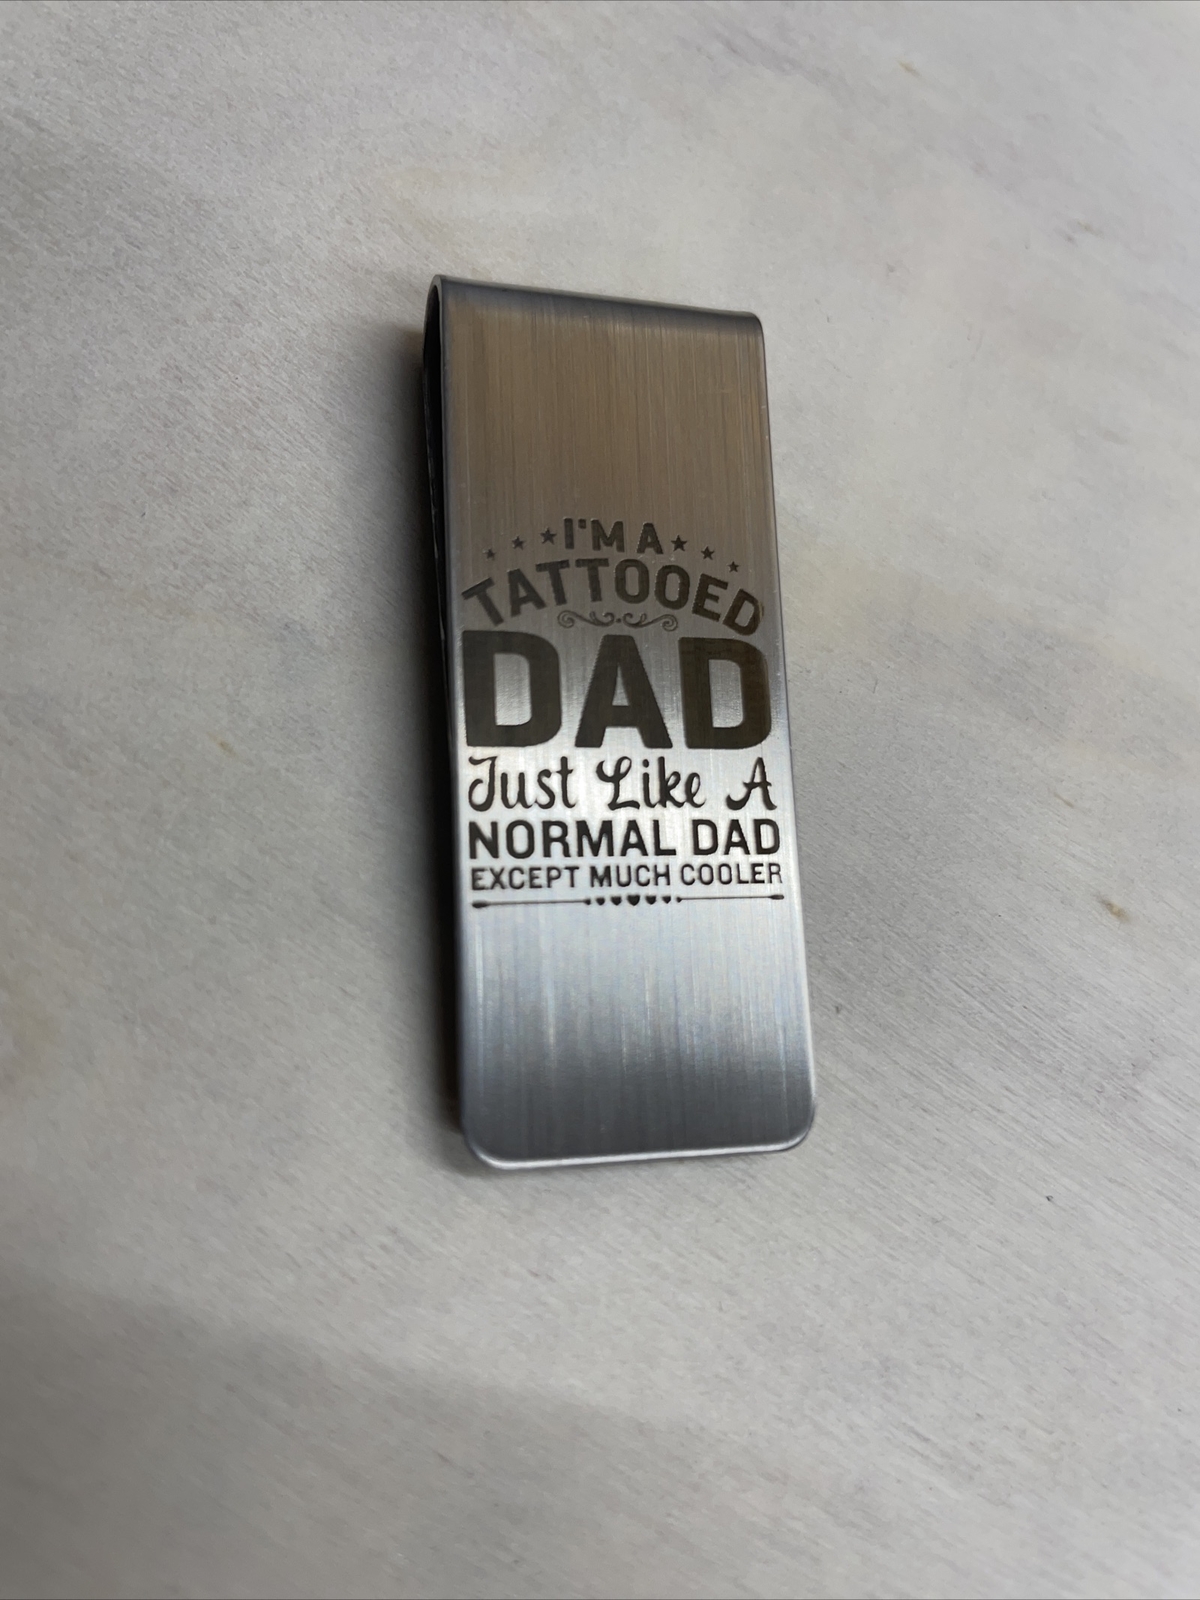 I'M A
TATTOOED
DAD
Just Like A
NORMAL DAD
EXCEPT MUCH COOLER